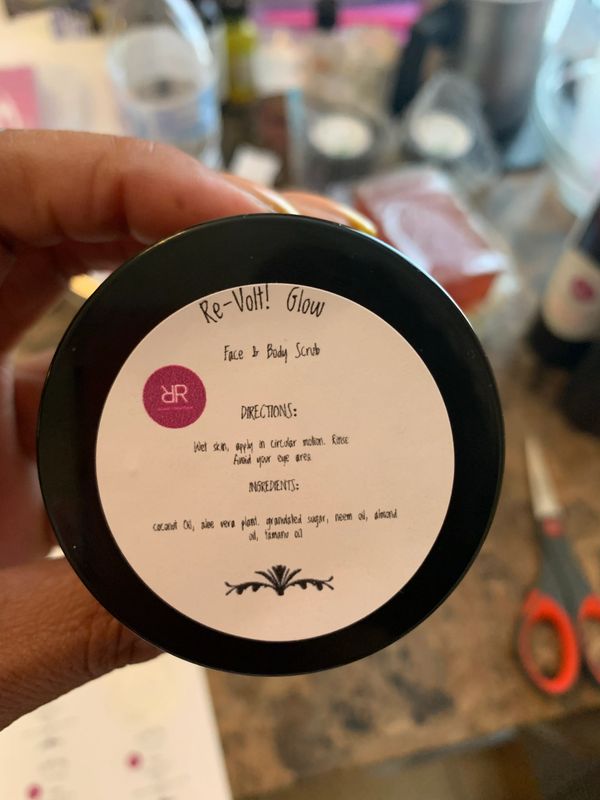 Re-Volt! Glow
Face & Body Scrub
DIRECTIONS:
Wet skin, apply in circular motion. Rinse
Avoid your eye area.
INGREDIENTS:
coconut Oil, aloe vera plant. granulated sugar, neem oil, almond
oil, tamanu oil